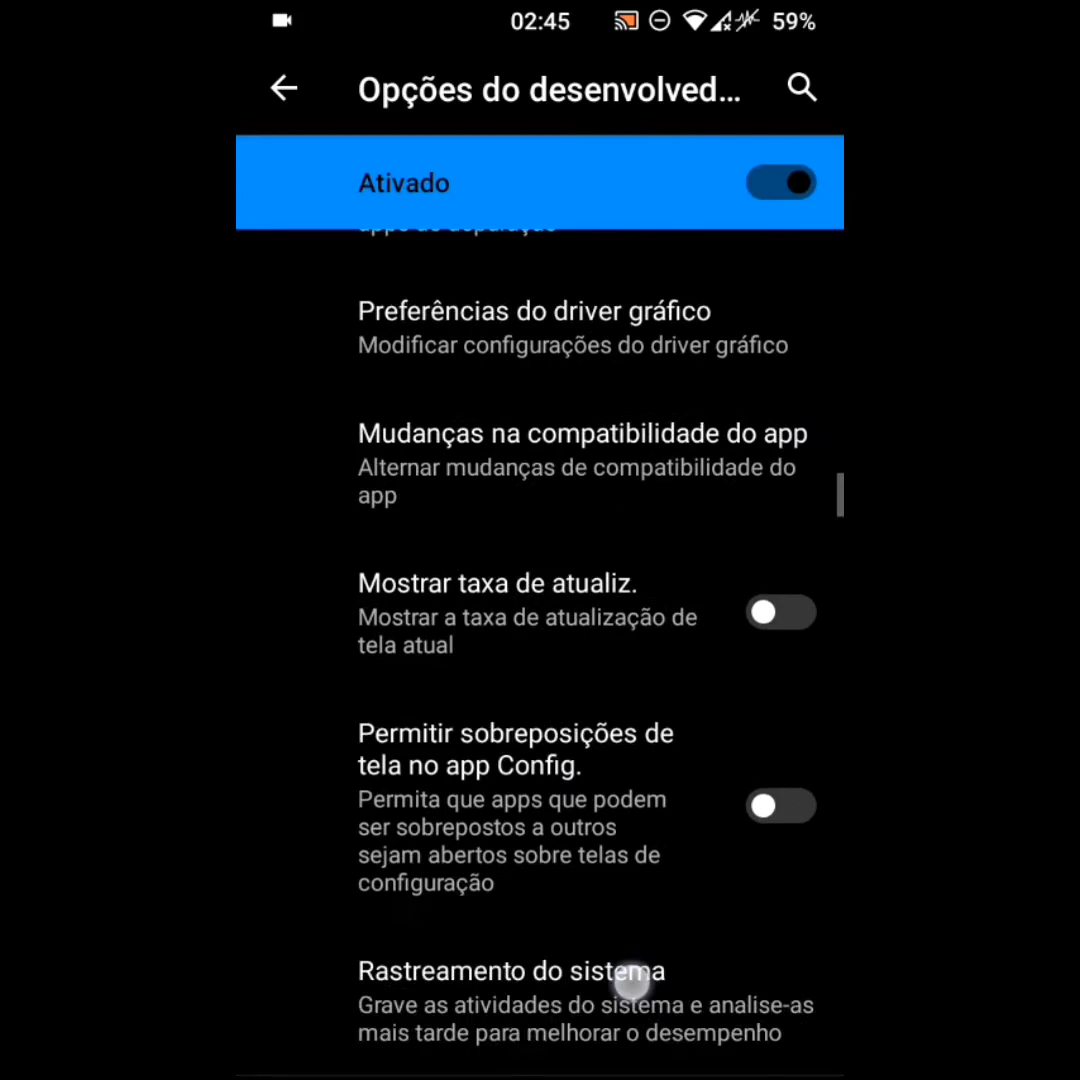 02:45
59%
Opções do desenvolved...
Ativado
apps de depuração
Preferências do driver gráfico
Modificar configurações do driver gráfico
Mudanças na compatibilidade do app
Alternar mudanças de compatibilidade do
app
Mostrar taxa de atualiz.
Mostrar a taxa de atualização de
tela atual
Permitir sobreposições de
tela no app Config.
Permita que apps que podem
ser sobrepostos a outros
sejam abertos sobre telas de
configuração
Rastreamento do sistema
Grave as atividades do sistema e analise-as
mais tarde para melhorar o desempenho